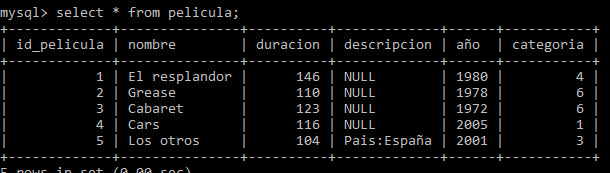 mysql> select * from pelicula;
+-------------+---------------+----------+-------------+------+-----------+
| id_pelicula | nombre        | duracion | descripcion | año  | categoria |
+-------------+---------------+----------+-------------+------+-----------+
|           1 | El resplandor |      146 | NULL        | 1980 |         4 |
|           2 | Grease        |      110 | NULL        | 1978 |         6 |
|           3 | Cabaret       |      123 | NULL        | 1972 |         6 |
|           4 | Cars          |      116 | NULL        | 2005 |         1 |
|           5 | Los otros     |      104 | Pais:España | 2001 |         3 |
+-------------+---------------+----------+-------------+------+-----------+
5 rows in set (0.00 sec)